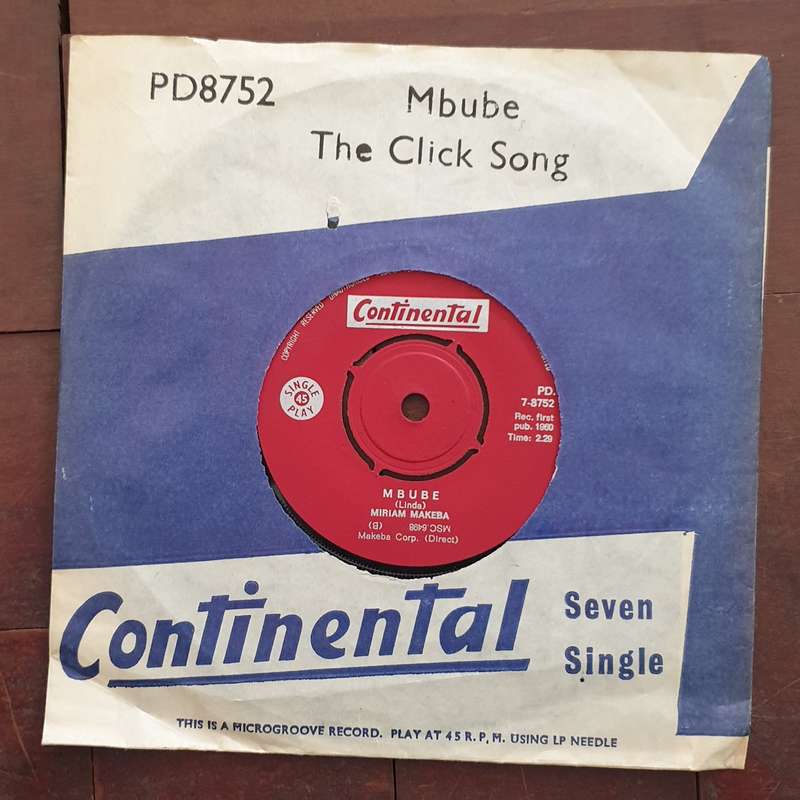 PD8752
Mbube
The Click Song
COPYRIGHT RESERVED
Continental
SINGLE
45
PLAY
PD.
7-8752
Rec. first
pub. 1960
Time: 2.29
MBUBE
(Linda)
MIRIAM MAKEBA
(B) MSC.6498
Makeba Corp. (Direct)
Continental
Seven
Single
THIS IS A MICROGROOVE RECORD. PLAY AT 45 R.P.M. USING LP NEEDLE